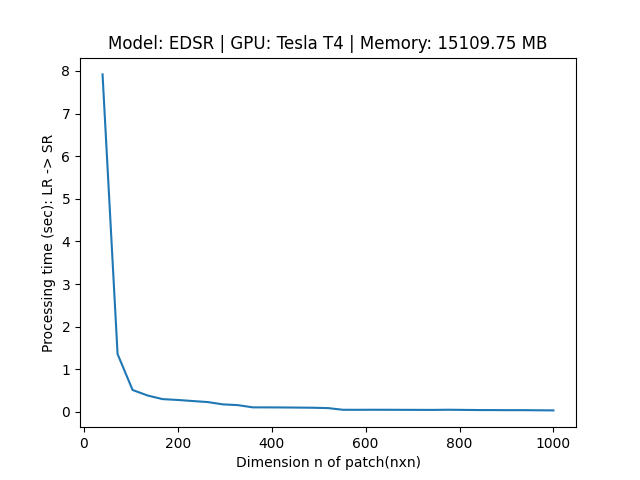 Model: EDSR | GPU: Tesla T4 | Memory: 15109.75 MB
Processing time (sec): LR -> SR
8
7
6
5
4
3
2
1
0
0 200 400 600 800 1000
Dimension n of patch(nxn)